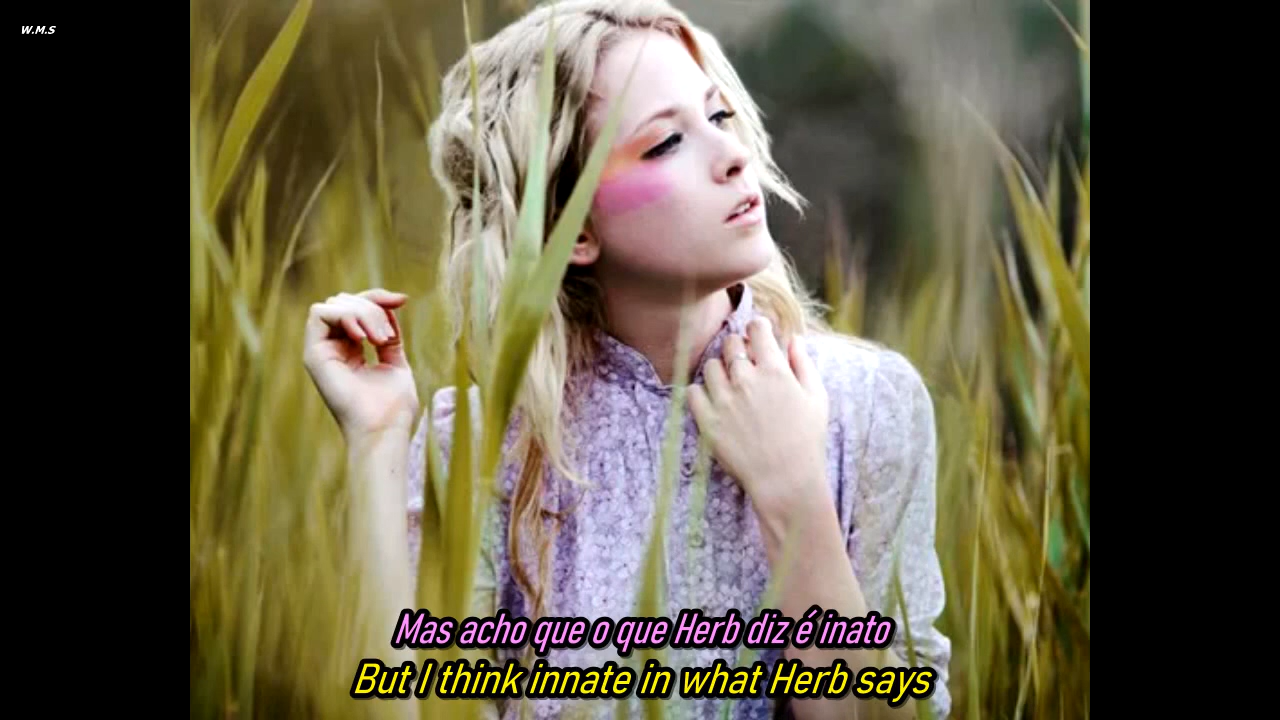 W.M.S
Mas acho que o que Herb diz é inato
But I think innate in what Herb says